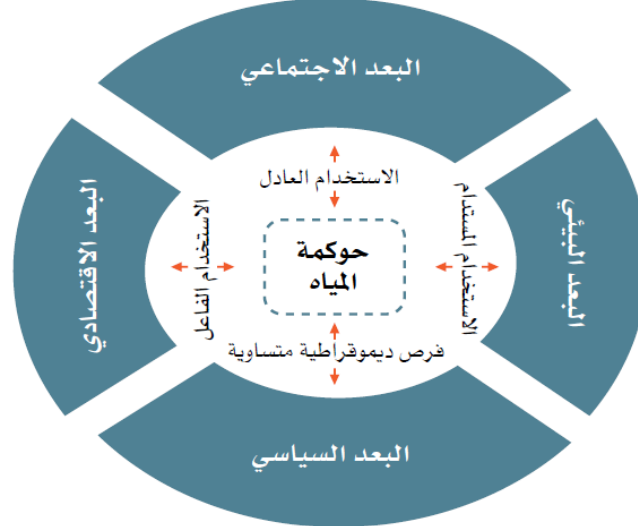 البعد الاجتماعي
الاستخدام العادل
البعد البيئي
الاستخدام المستدام
حوكمة
المياه
الاستخدام الفاعل
البعد الاقتصادي
فرص ديموقراطية متساوية
البعد السياسي